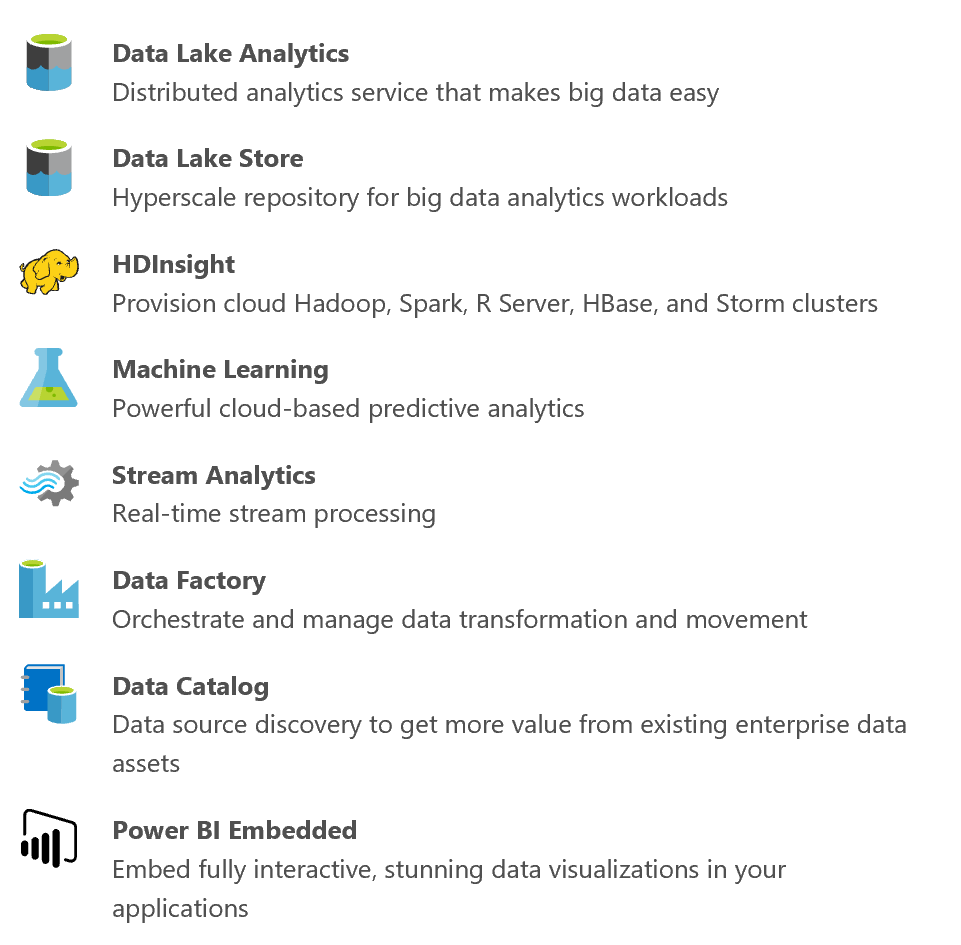 Data Lake Analytics
Distributed analytics service that makes big data easy
Data Lake Store
Hyperscale repository for big data analytics workloads
HDInsight
Provision cloud Hadoop, Spark, R Server, HBase, and Storm clusters
Machine Learning
Powerful cloud-based predictive analytics
Stream Analytics
Real-time stream processing
Data Factory
Orchestrate and manage data transformation and movement
Data Catalog
Data source discovery to get more value from existing enterprise data
assets
Power BI Embedded
Embed fully interactive, stunning data visualizations in your
applications